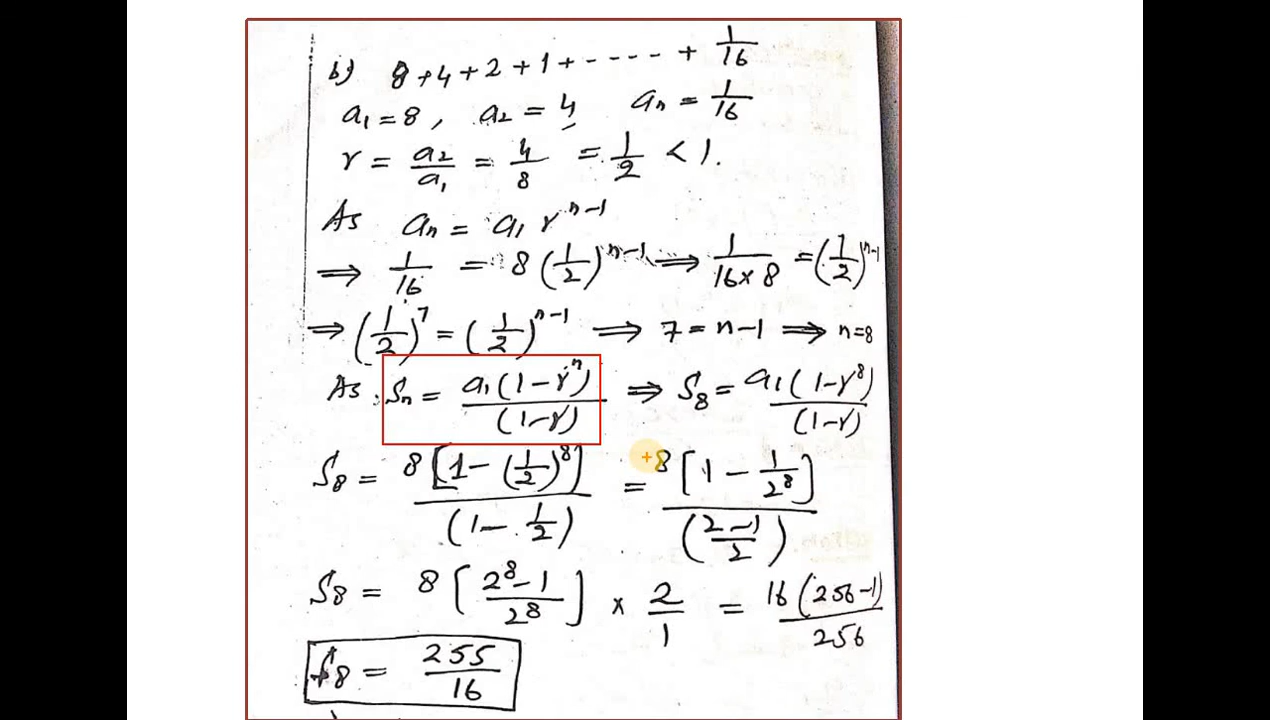 b) 8+4+2+1+-----+ 1/16
a₁=8, a₂=4 aₙ=1/16
r = a₂/a₁ = 4/8 = 1/2 < 1.
As aₙ = a₁ r^(n-1)
⟹ 1/16 = 8(1/2)^(n-1) ⟹ 1/(16×8) = (1/2)^(n-1)
⟹ (1/2)^7 = (1/2)^(n-1) ⟹ 7=n-1 ⟹ n=8
As Sₙ = a₁(1-rⁿ)/(1-r) ⟹ S₈ = a₁(1-r⁸)/(1-r)
S₈ = 8[1-(1/2)⁸]/(1-1/2) = 8[1-1/2⁸]/((2-1)/2)
S₈ = 8[(2⁸-1)/2⁸] × 2/1 = 16(256-1)/256
S₈ = 255/16